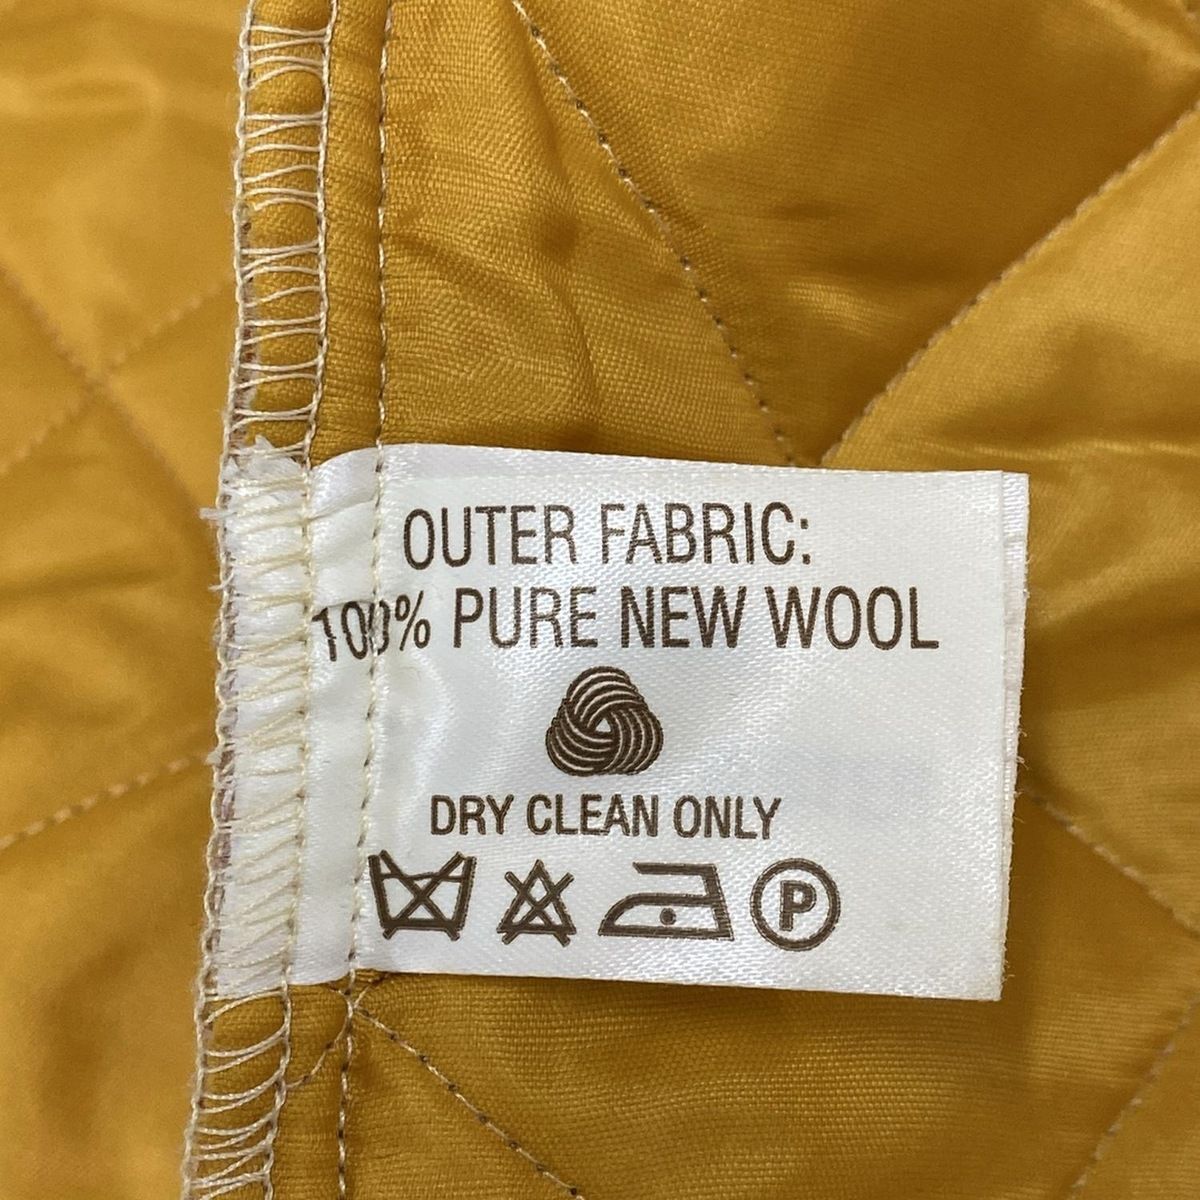 OUTER FABRIC:
100% PURE NEW WOOL
DRY CLEAN ONLY
P